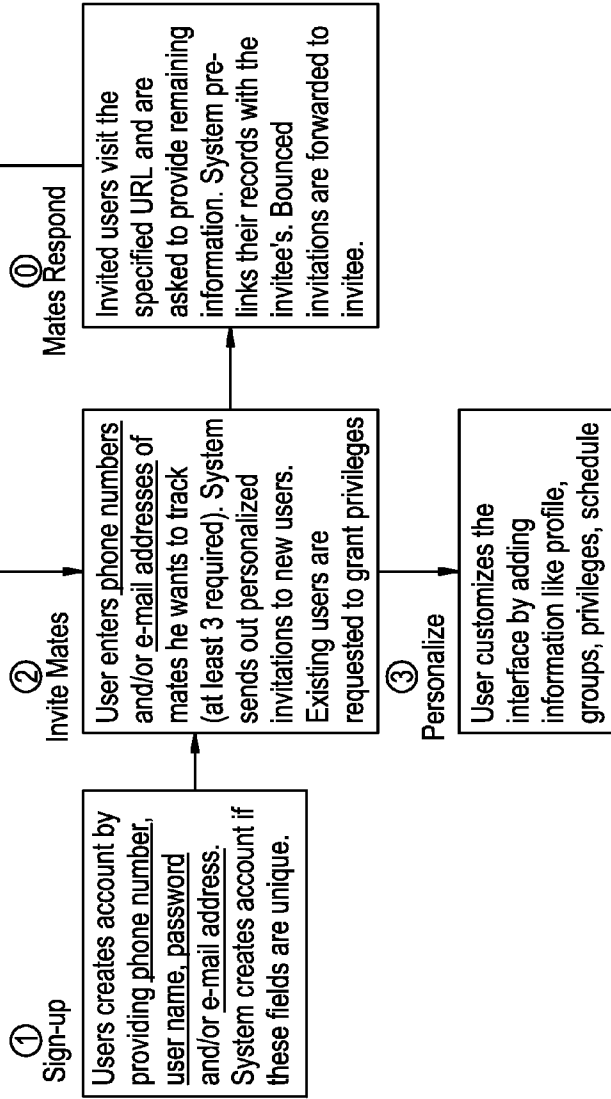 ①
Sign-up
Users creates account by
providing phone number,
user name, password
and/or e-mail address.
System creates account if
these fields are unique.
②
Invite Mates
User enters phone numbers
and/or e-mail addresses of
mates he wants to track
(at least 3 required). System
sends out personalized
invitations to new users.
Existing users are
requested to grant privileges
⓪
Mates Respond
Invited users visit the
specified URL and are
asked to provide remaining
information. System pre-
links their records with the
invitee's. Bounced
invitations are forwarded to
invitee.
③
Personalize
User customizes the
interface by adding
information like profile,
groups, privileges, schedule